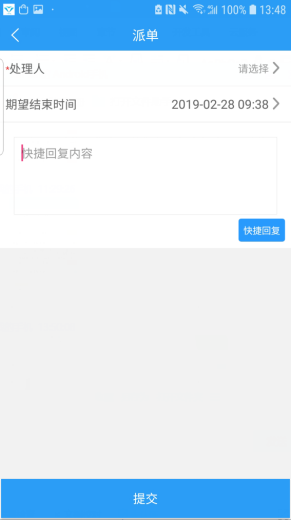 100% 13:48
派单
*处理人 请选择
期望结束时间 2019-02-28 09:38
快捷回复内容
快捷回复
提交